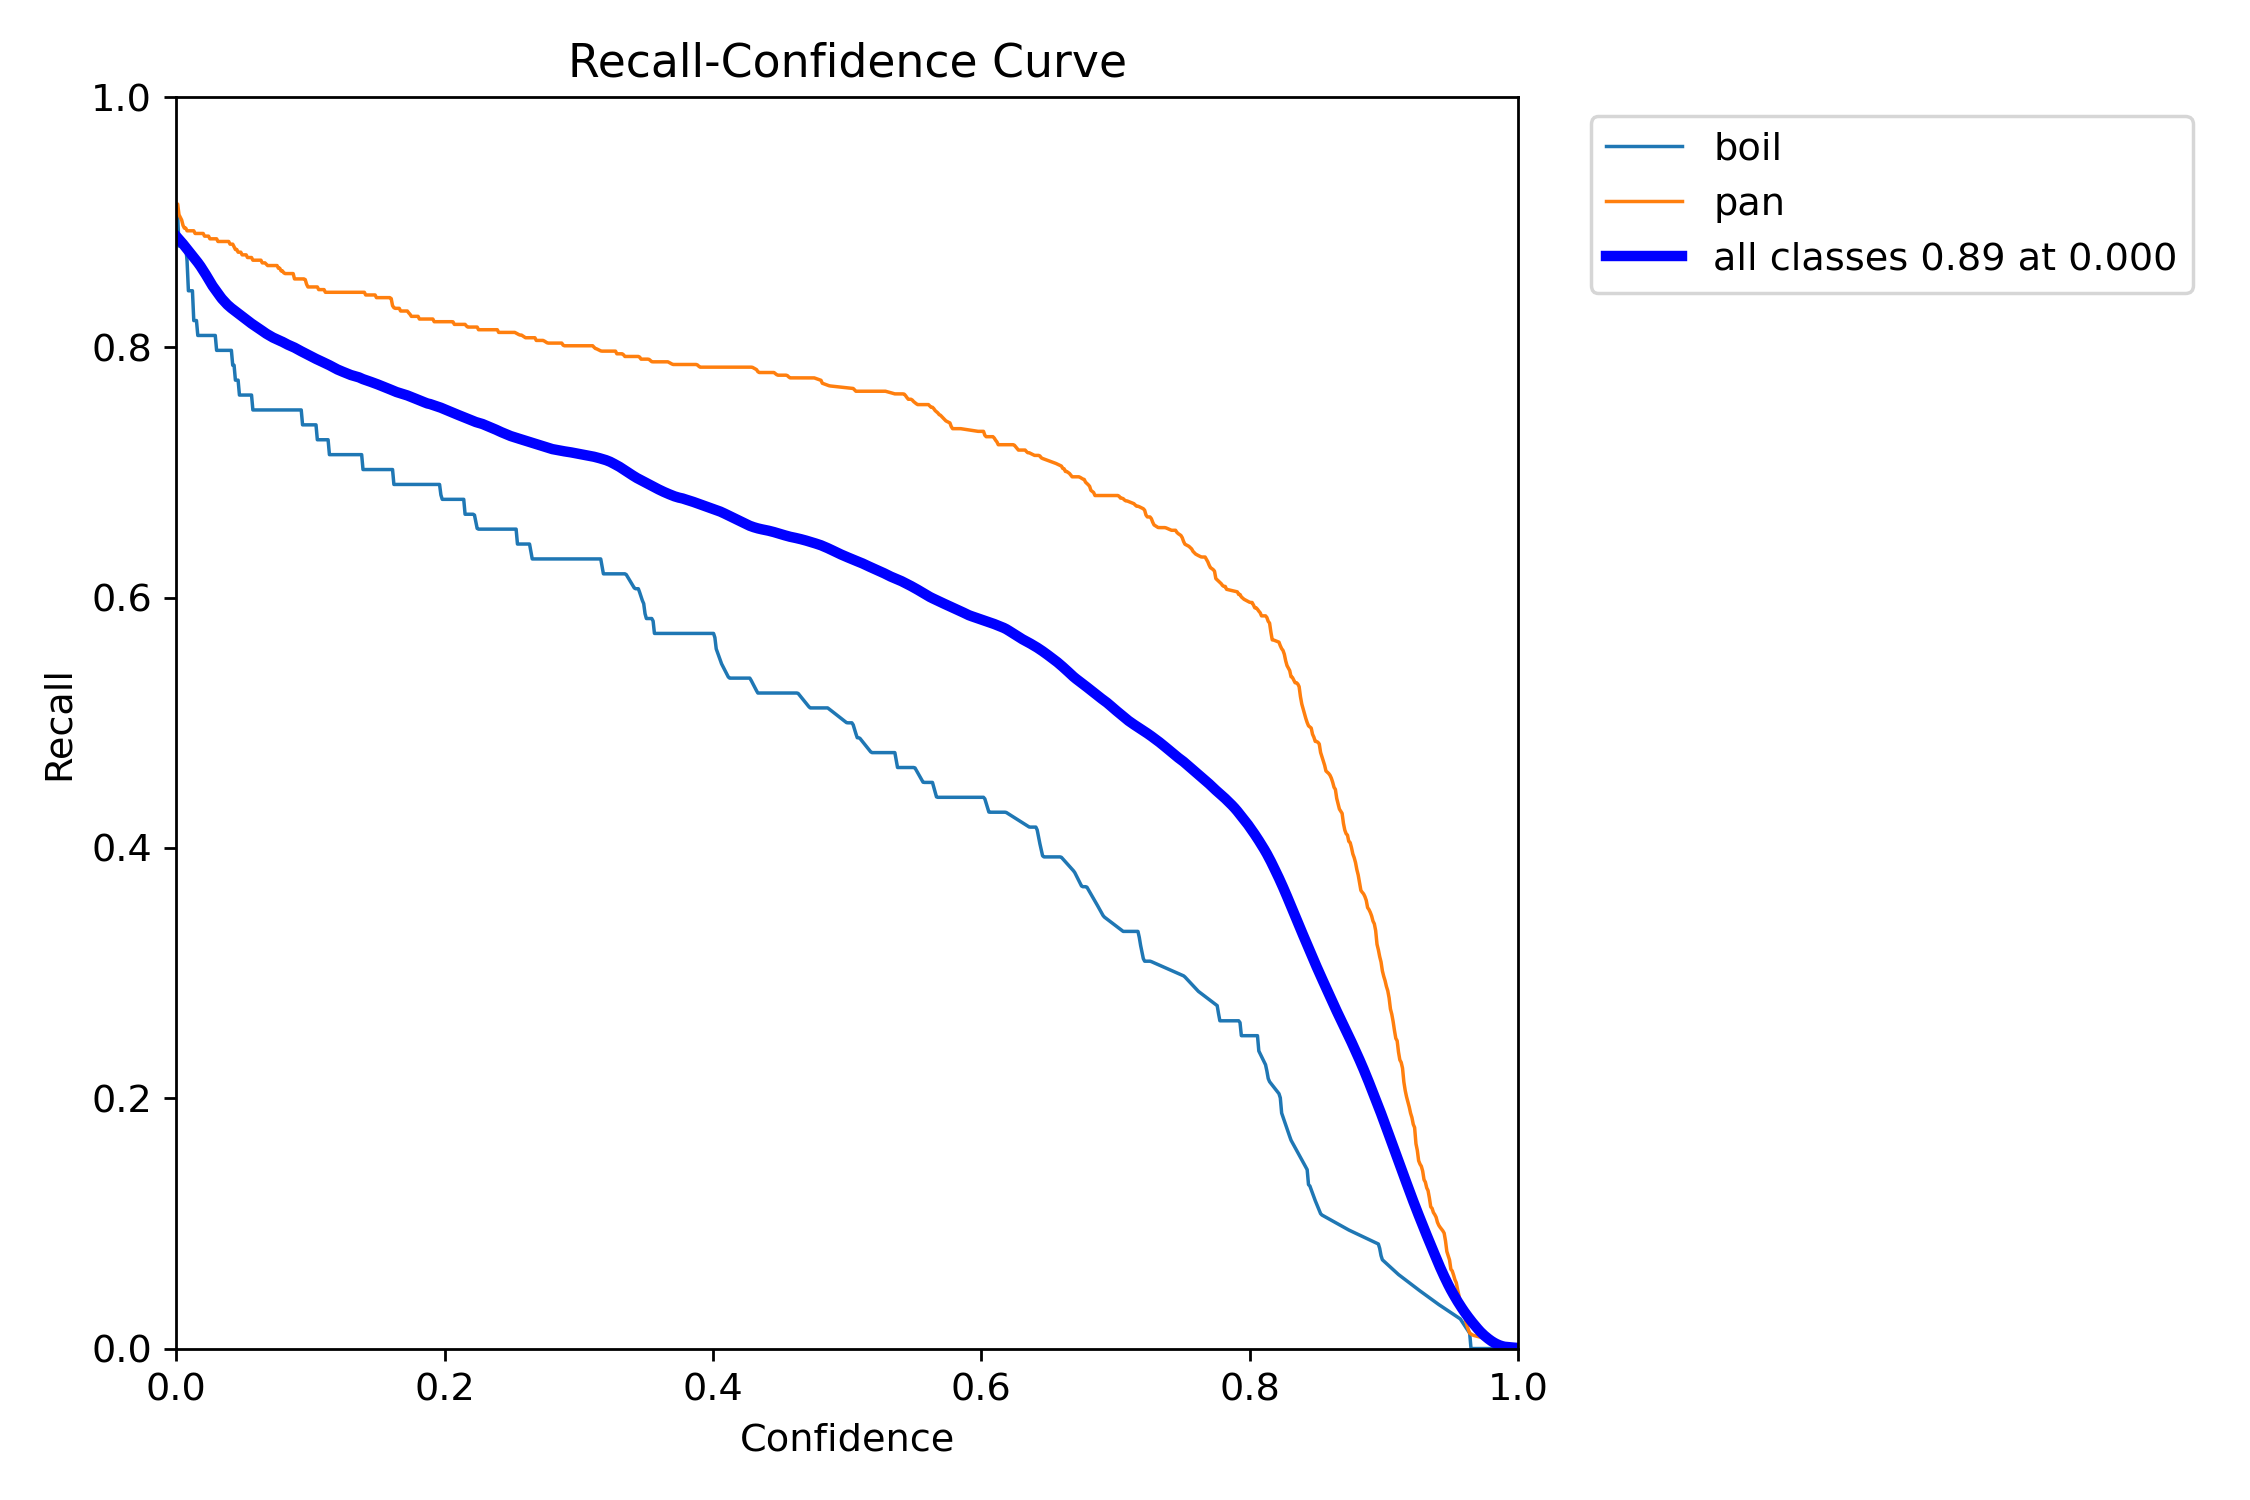 Recall-Confidence Curve
1.0
0.8
0.6
0.4
0.2
0.0
Recall
0.0 0.2 0.4 0.6 0.8 1.0
Confidence
boil
pan
all classes 0.89 at 0.000